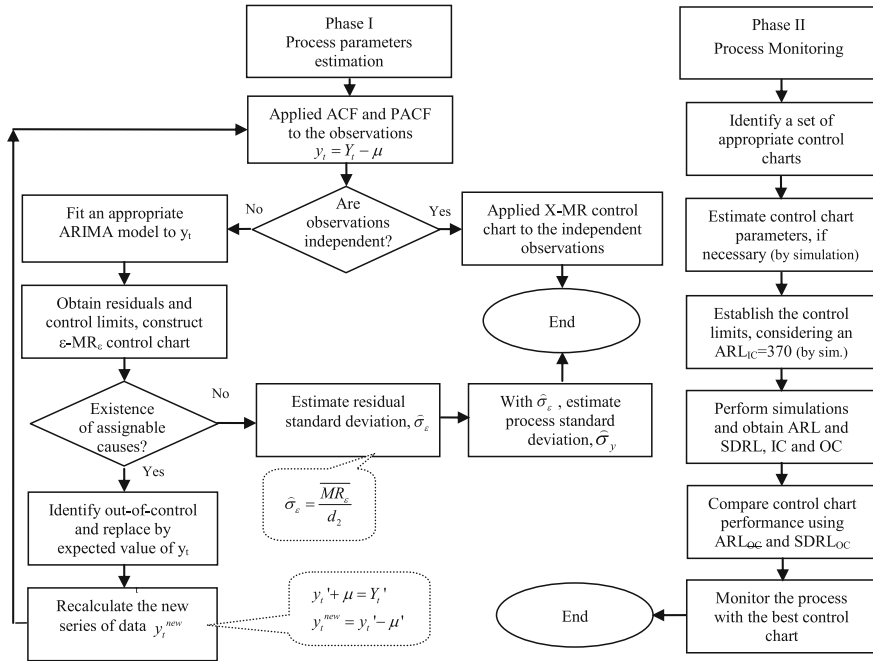 Phase I
Process parameters
estimation
Applied ACF and PACF
to the observations
y_t = Y_t − μ
Are
observations
independent?
No
Yes
Fit an appropriate
ARIMA model to y_t
Applied X-MR control
chart to the independent
observations
End
Obtain residuals and
control limits, construct
ε-MR_ε control chart
Existence
of assignable
causes?
No
Yes
Estimate residual
standard deviation, σ̂_ε
With σ̂_ε , estimate
process standard
deviation, σ̂_y
σ̂_ε = \overline{MR_ε} / d_2
Identify out-of-control
and replace by
expected value of y_t
t
Recalculate the new
series of data y_t^{new}
y_t' + μ = Y_t'
y_t^{new} = y_t' − μ'
Phase II
Process Monitoring
Identify a set of
appropriate control
charts
Estimate control chart
parameters, if
necessary (by simulation)
Establish the control
limits, considering an
ARL_IC=370 (by sim.)
Perform simulations
and obtain ARL and
SDRL, IC and OC
Compare control chart
performance using
ARL_OC and SDRL_OC
Monitor the process
with the best control
chart
End